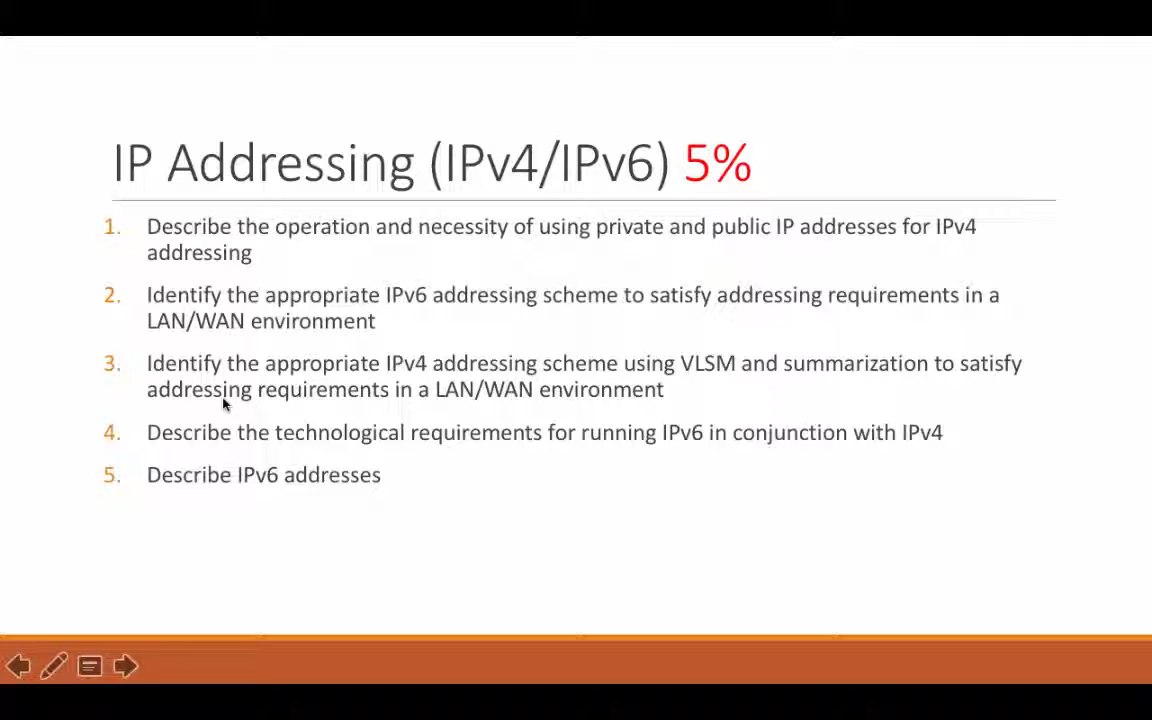 IP Addressing (IPv4/IPv6) 5%
1. Describe the operation and necessity of using private and public IP addresses for IPv4
addressing
2. Identify the appropriate IPv6 addressing scheme to satisfy addressing requirements in a
LAN/WAN environment
3. Identify the appropriate IPv4 addressing scheme using VLSM and summarization to satisfy
addressing requirements in a LAN/WAN environment
4. Describe the technological requirements for running IPv6 in conjunction with IPv4
5. Describe IPv6 addresses